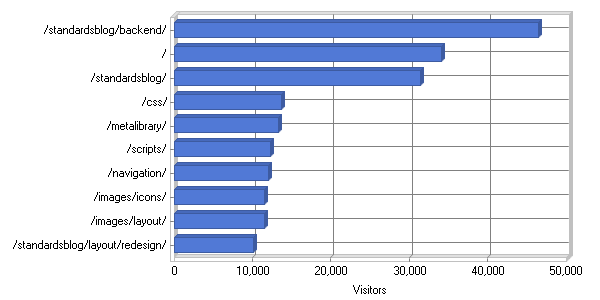 /standardsblog/backend/
/
/standardsblog/
/css/
/metalibrary/
/scripts/
/navigation/
/images/icons/
/images/layout/
/standardsblog/layout/redesign/
0 10,000 20,000 30,000 40,000 50,000
Visitors